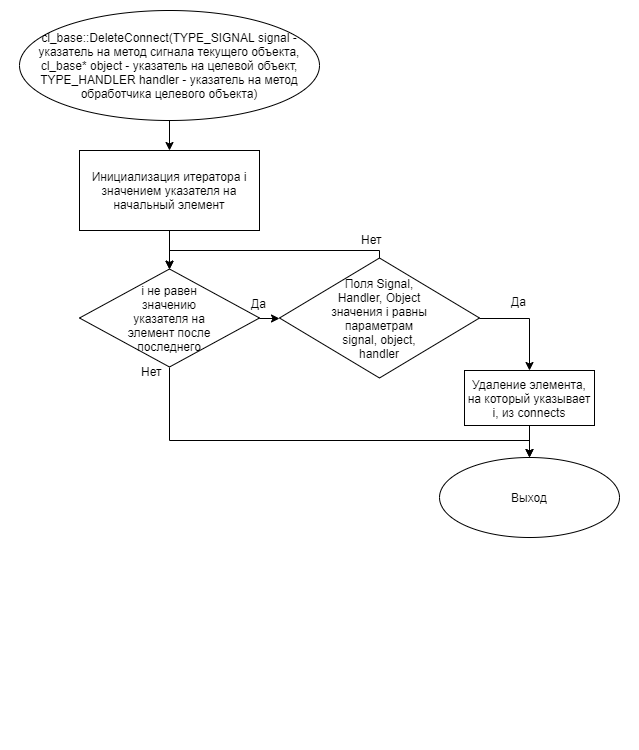 cl_base::DeleteConnect(TYPE_SIGNAL signal -
указатель на метод сигнала текущего объекта,
cl_base* object - указатель на целевой объект,
TYPE_HANDLER handler - указатель на метод
обработчика целевого объекта)
Инициализация итератора i
значением указателя на
начальный элемент
Нет
i не равен
значению
указателя на
элемент после
последнего
Да
Поля Signal,
Handler, Object
значения i равны
параметрам
signal, object,
handler
Да
Нет
Удаление элемента,
на который указывает
i, из connects
Выход